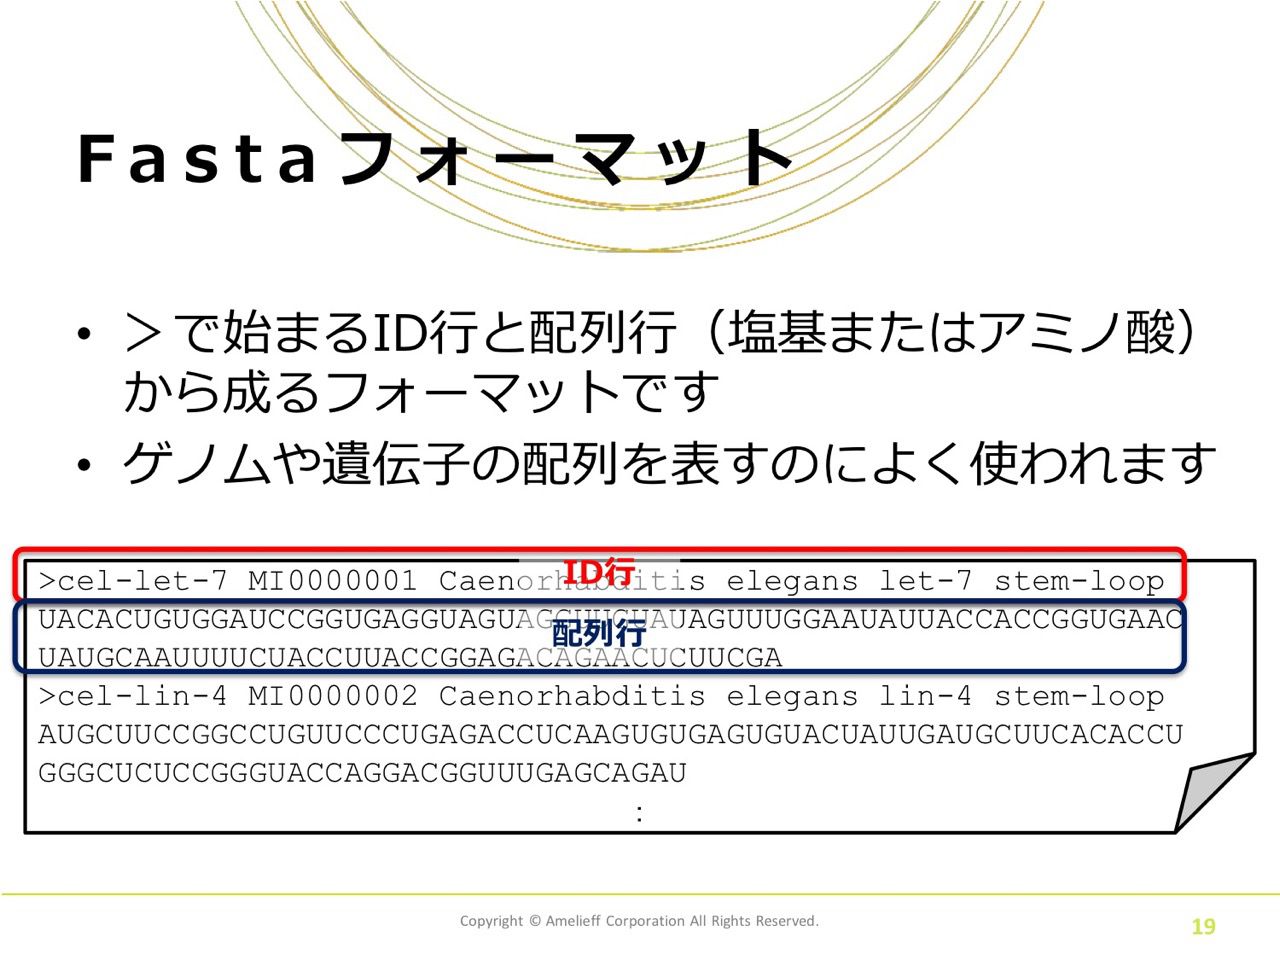 Fastaフォーマット
• ＞で始まるID行と配列行（塩基またはアミノ酸）
から成るフォーマットです
• ゲノムや遺伝子の配列を表すのによく使われます
ID行
>cel-let-7 MI0000001 Caenorhabditis elegans let-7 stem-loop
UACACUGUGGAUCCGGUGAGGUAGUAGGUUGUAUAGUUUGGAAUAUUACCACCGGUGAAC
配列行
UAUGCAAUUUUCUACCUUACCGGAGACAGAACUCUUCGA
>cel-lin-4 MI0000002 Caenorhabditis elegans lin-4 stem-loop
AUGCUUCCGGCCUGUUCCCUGAGACCUCAAGUGUGAGUGUACUAUUGAUGCUUCACACCU
GGGCUCUCCGGGUACCAGGACGGUUUGAGCAGAU
:
Copyright © Amelieff Corporation All Rights Reserved.
19